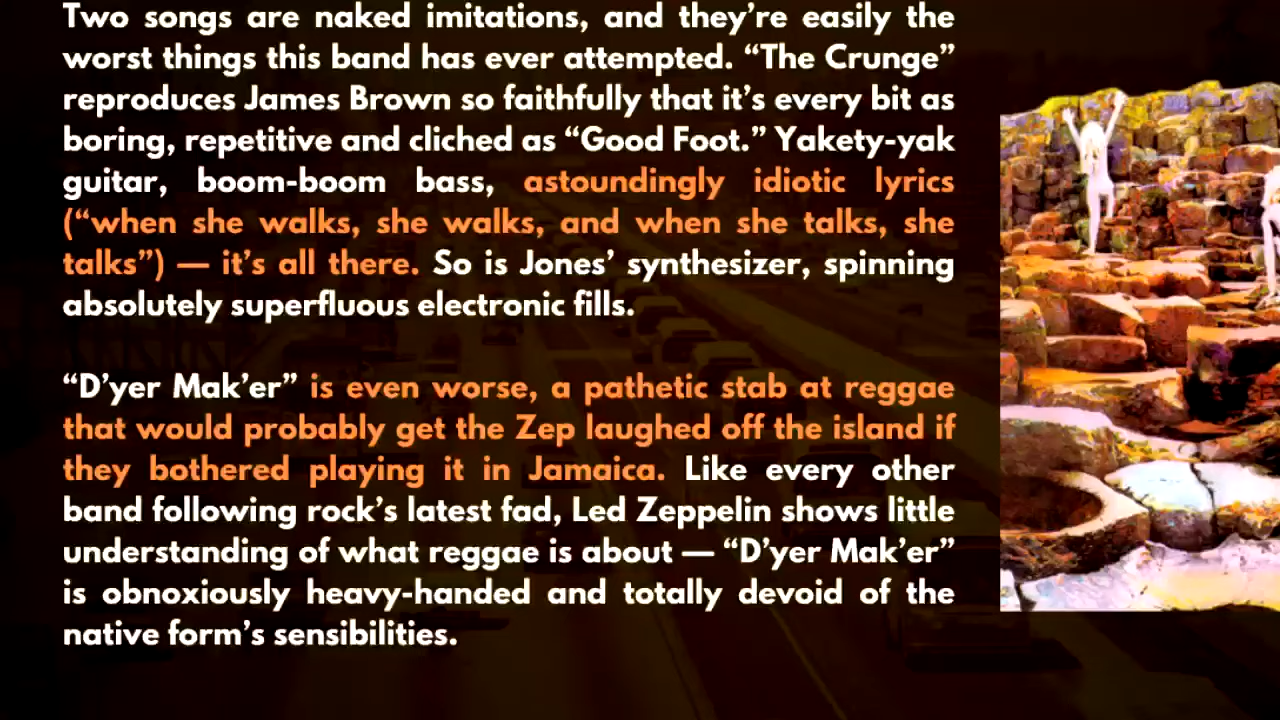 Two songs are naked imitations, and they’re easily the
worst things this band has ever attempted. “The Crunge”
reproduces James Brown so faithfully that it’s every bit as
boring, repetitive and cliched as “Good Foot.” Yakety-yak
guitar, boom-boom bass, astoundingly idiotic lyrics
(“when she walks, she walks, and when she talks, she
talks”) — it’s all there. So is Jones’ synthesizer, spinning
absolutely superfluous electronic fills.
“D’yer Mak’er” is even worse, a pathetic stab at reggae
that would probably get the Zep laughed off the island if
they bothered playing it in Jamaica. Like every other
band following rock’s latest fad, Led Zeppelin shows little
understanding of what reggae is about — “D’yer Mak’er”
is obnoxiously heavy-handed and totally devoid of the
native form’s sensibilities.